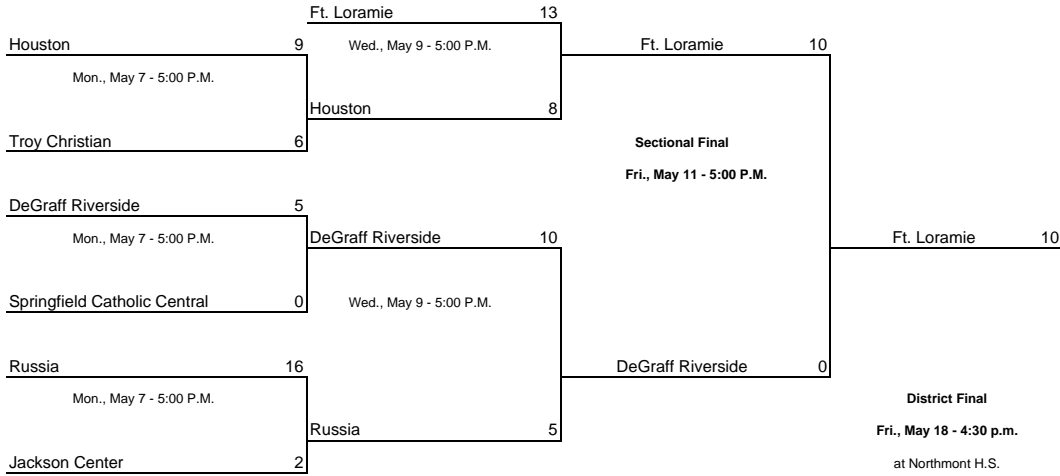 Ft. Loramie 13
Houston 9 Wed., May 9 - 5:00 P.M. Ft. Loramie 10
Mon., May 7 - 5:00 P.M.
Houston 8
Troy Christian 6 Sectional Final
Fri., May 11 - 5:00 P.M.
DeGraff Riverside 5
Mon., May 7 - 5:00 P.M. DeGraff Riverside 10 Ft. Loramie 10
Springfield Catholic Central 0 Wed., May 9 - 5:00 P.M.
Russia 16 DeGraff Riverside 0
Mon., May 7 - 5:00 P.M. District Final
Russia 5 Fri., May 18 - 4:30 p.m.
Jackson Center 2 at Northmont H.S.